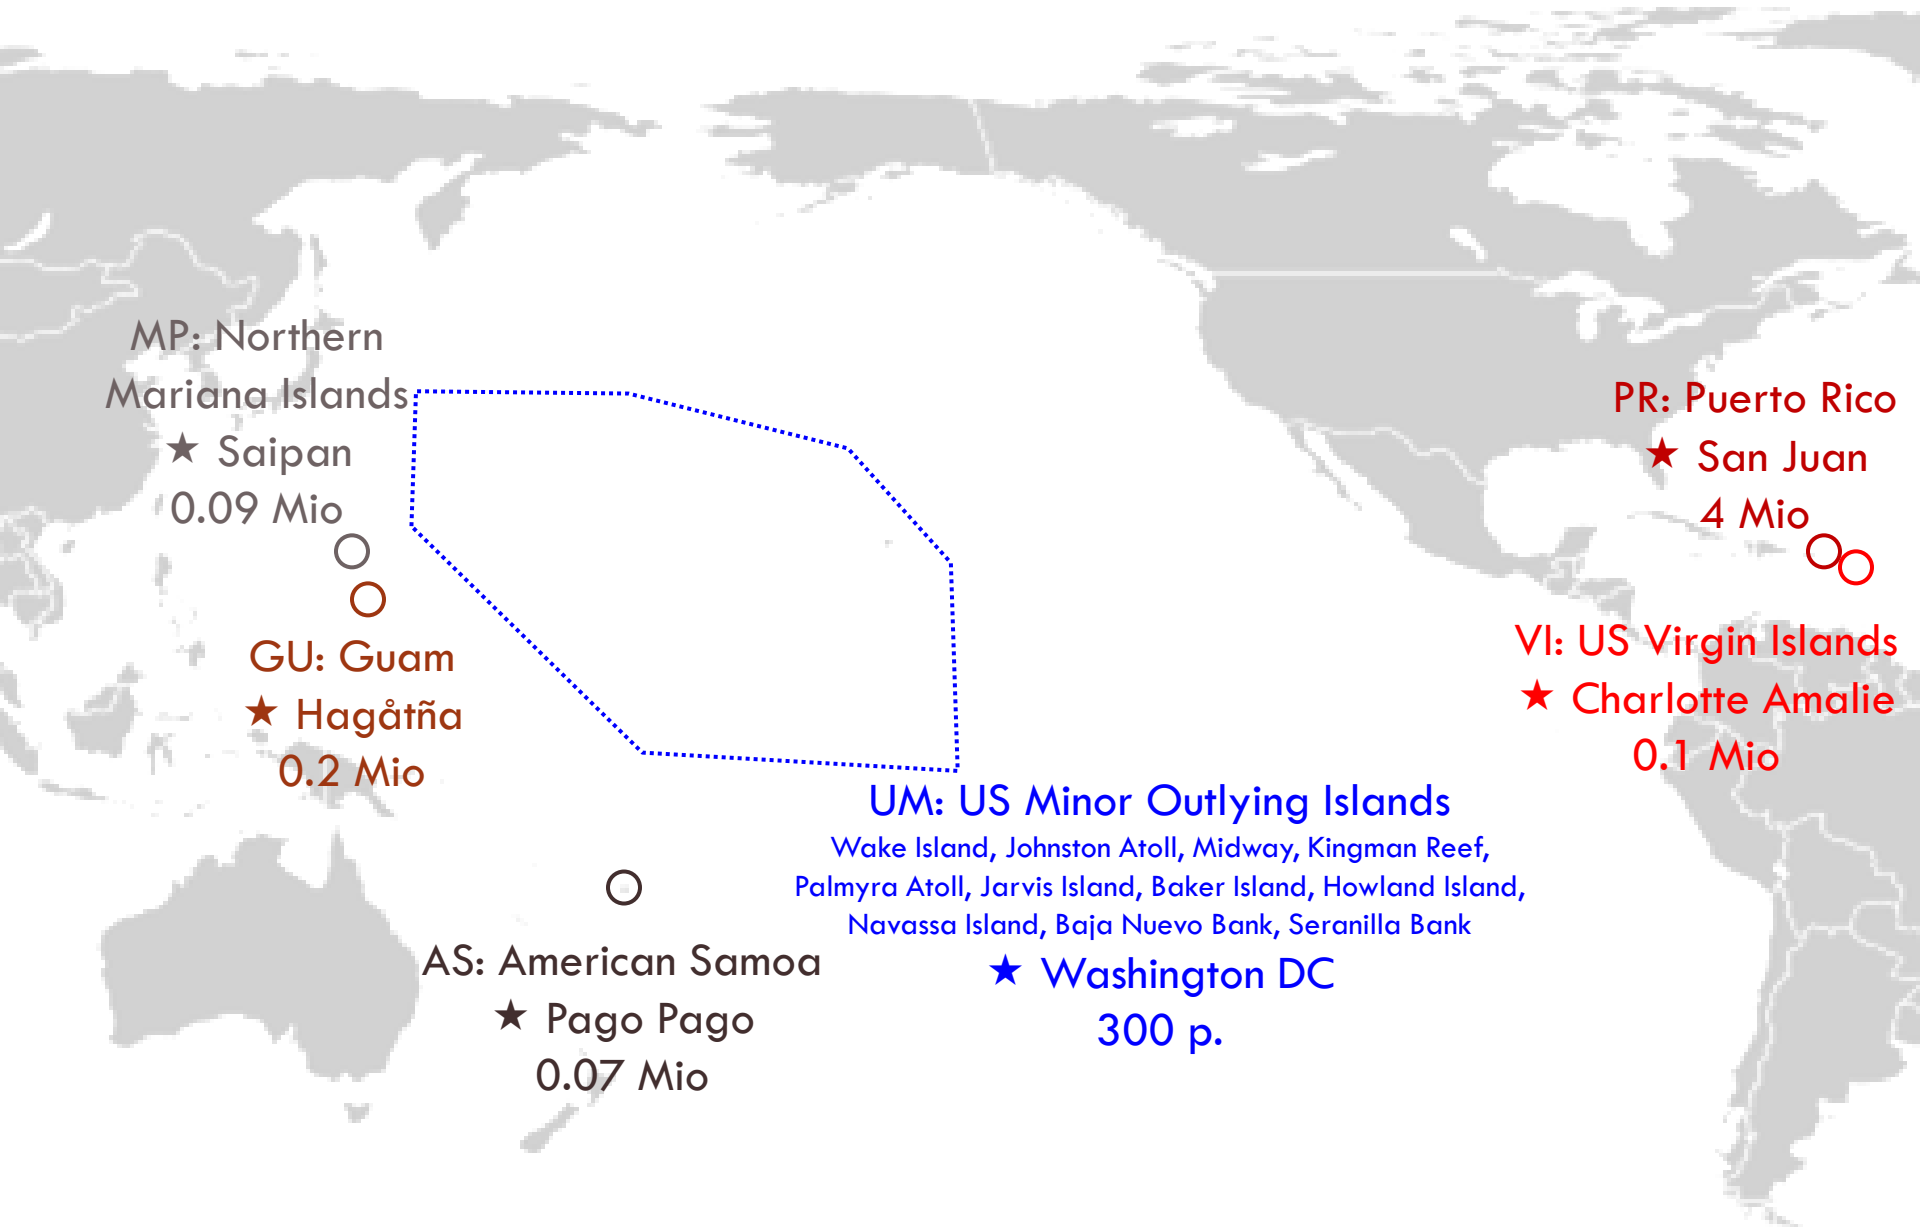 MP: Northern
Mariana Islands
★ Saipan
0.09 Mio
GU: Guam
★ Hagåtña
0.2 Mio
AS: American Samoa
★ Pago Pago
0.07 Mio
UM: US Minor Outlying Islands
Wake Island, Johnston Atoll, Midway, Kingman Reef,
Palmyra Atoll, Jarvis Island, Baker Island, Howland Island,
Navassa Island, Baja Nuevo Bank, Seranilla Bank
★ Washington DC
300 p.
PR: Puerto Rico
★ San Juan
4 Mio
VI: US Virgin Islands
★ Charlotte Amalie
0.1 Mio